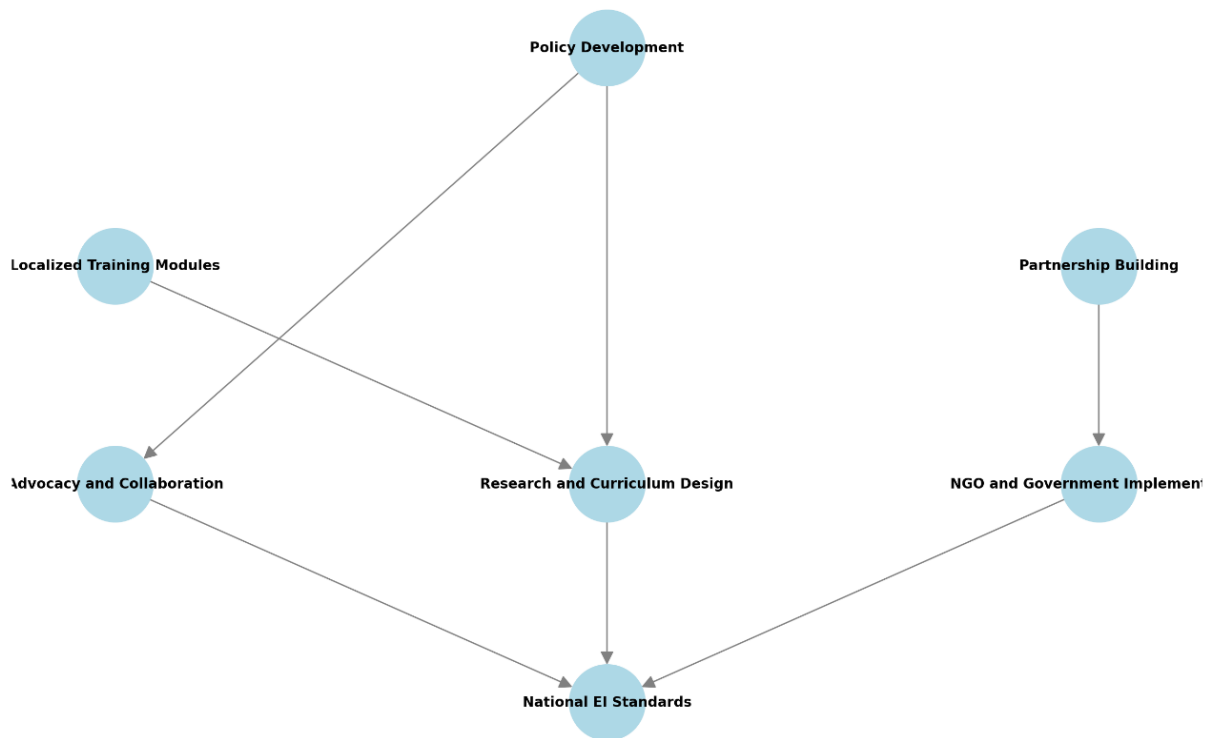 Policy Development
Localized Training Modules
Partnership Building
Advocacy and Collaboration
Research and Curriculum Design
NGO and Government Implement
National EI Standards